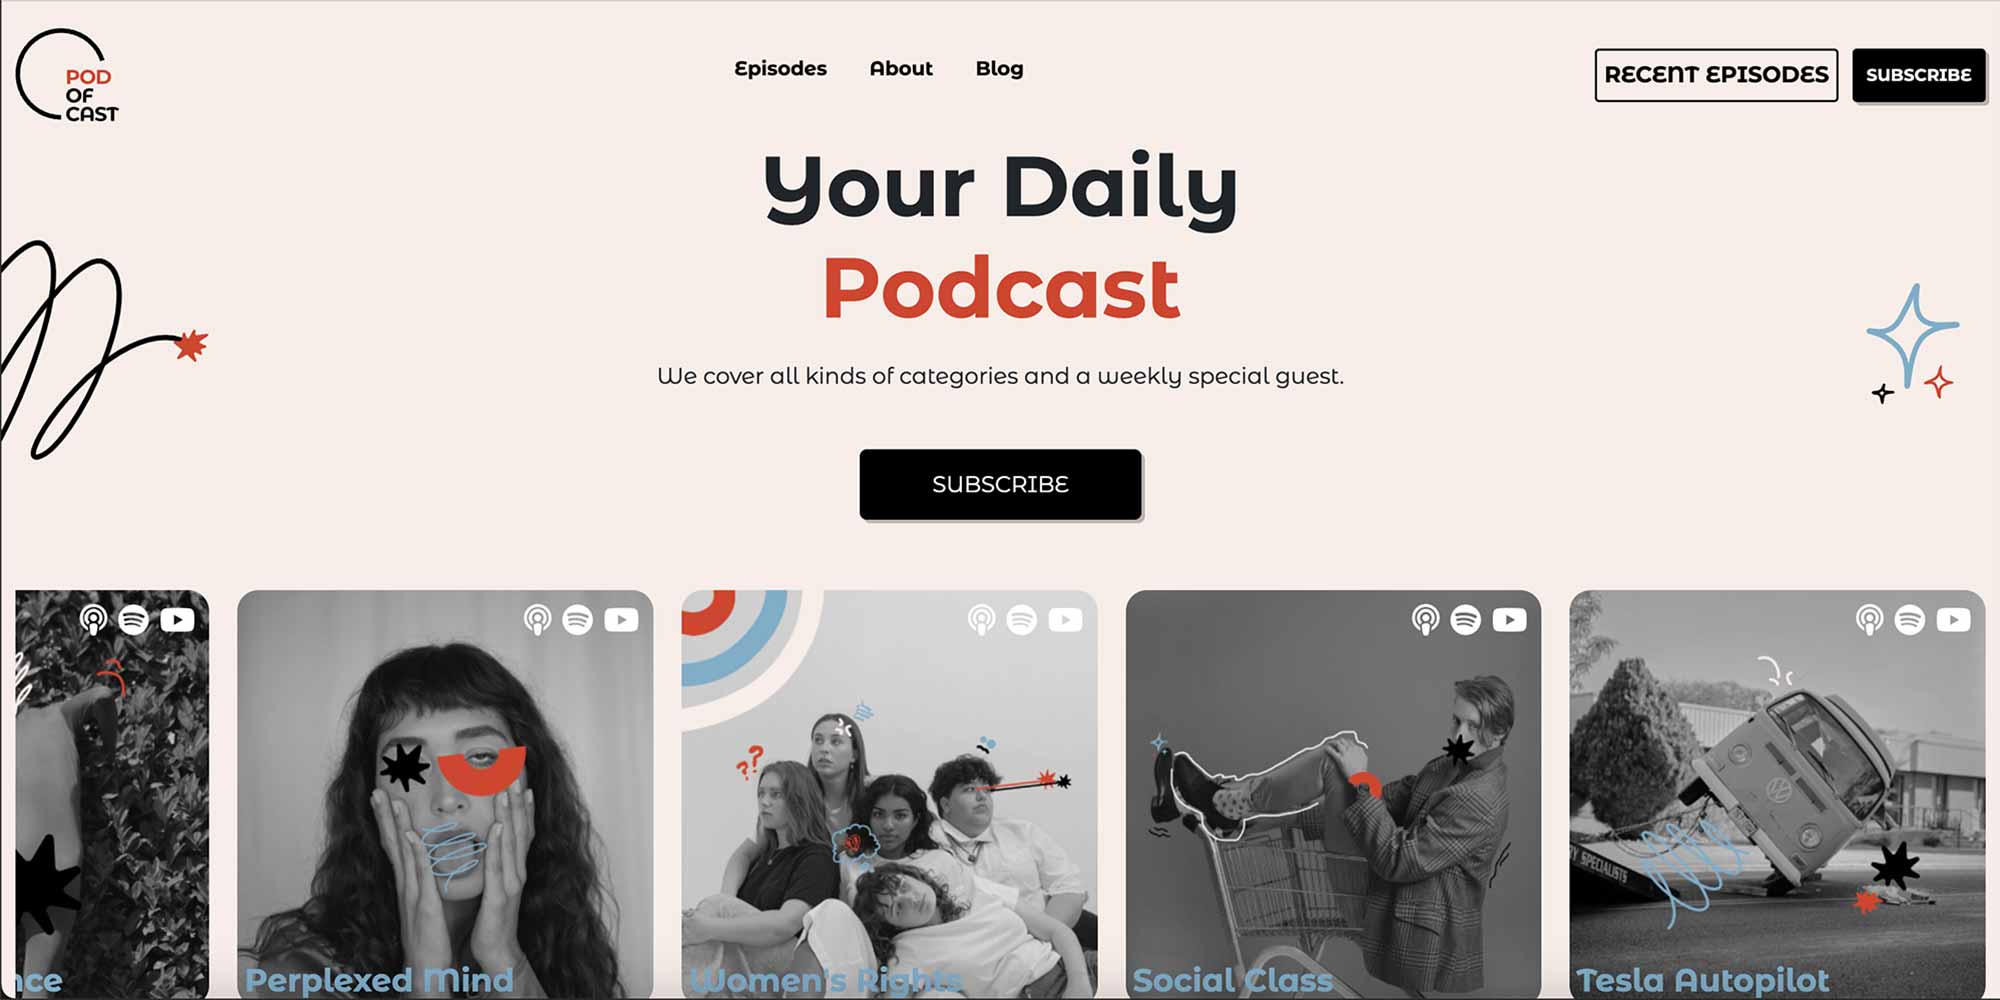 POD
OF
CAST
Episodes About Blog
RECENT EPISODES
SUBSCRIBE
Your Daily
Podcast
We cover all kinds of categories and a weekly special guest.
SUBSCRIBE
??
SPECIALISTS
nce
Perplexed Mind
Women's Rights
Social Class
Tesla Autopilot